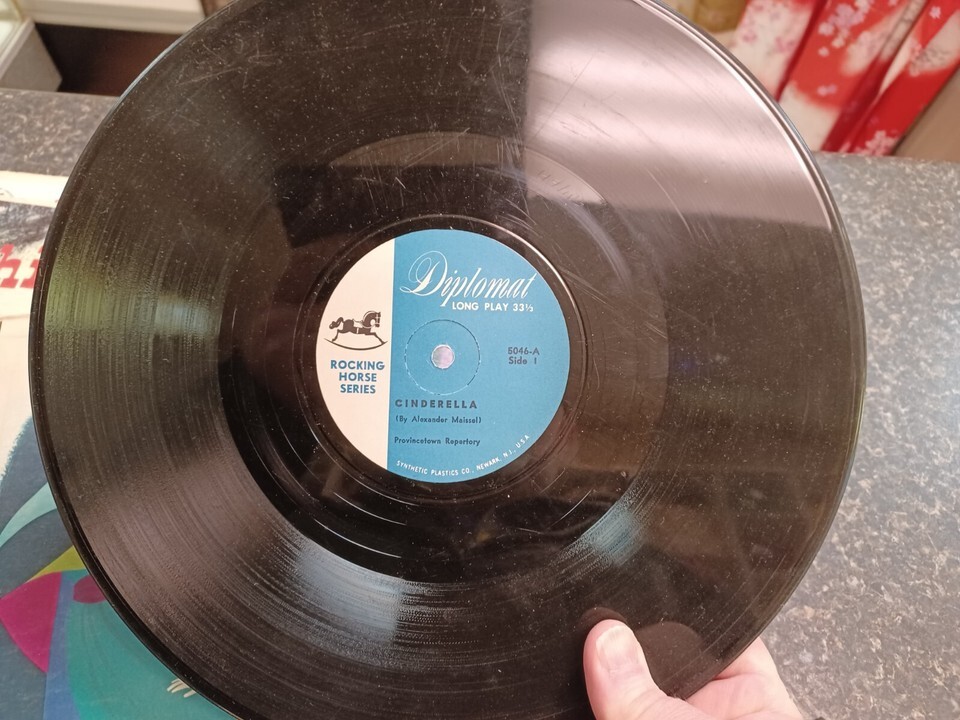 Diplomat
LONG PLAY 33⅓
5046-A
Side 1
ROCKING
HORSE
SERIES
CINDERELLA
(By Alexander Maissel)
Provincetown Repertory
SYNTHETIC PLASTICS CO., NEWARK, N.J., U.S.A.